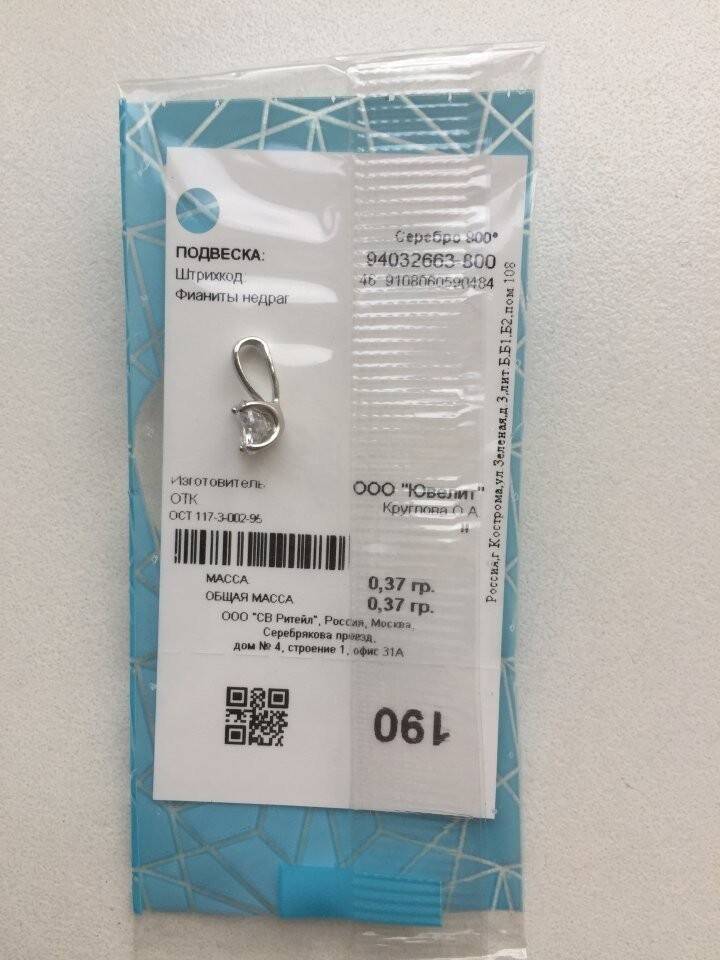 Серебро 800°
ПОДВЕСКА:
94032663-800
Штрихкод
46 9108060590484
Фианиты недраг
Изготовитель
ООО "Ювелит"
ОТК
Круглова О.А
ОСТ 117-3-002-95
МАССА
0,37 гр.
ОБЩАЯ МАССА
0,37 гр.
ООО "СВ Ритейл", Россия, Москва,
Серебрякова проезд,
дом № 4, строение 1, офис 31А
190
Россия,г Кострома,ул Зеленая,д 3,лит Б,Б1,Б2,пом 108